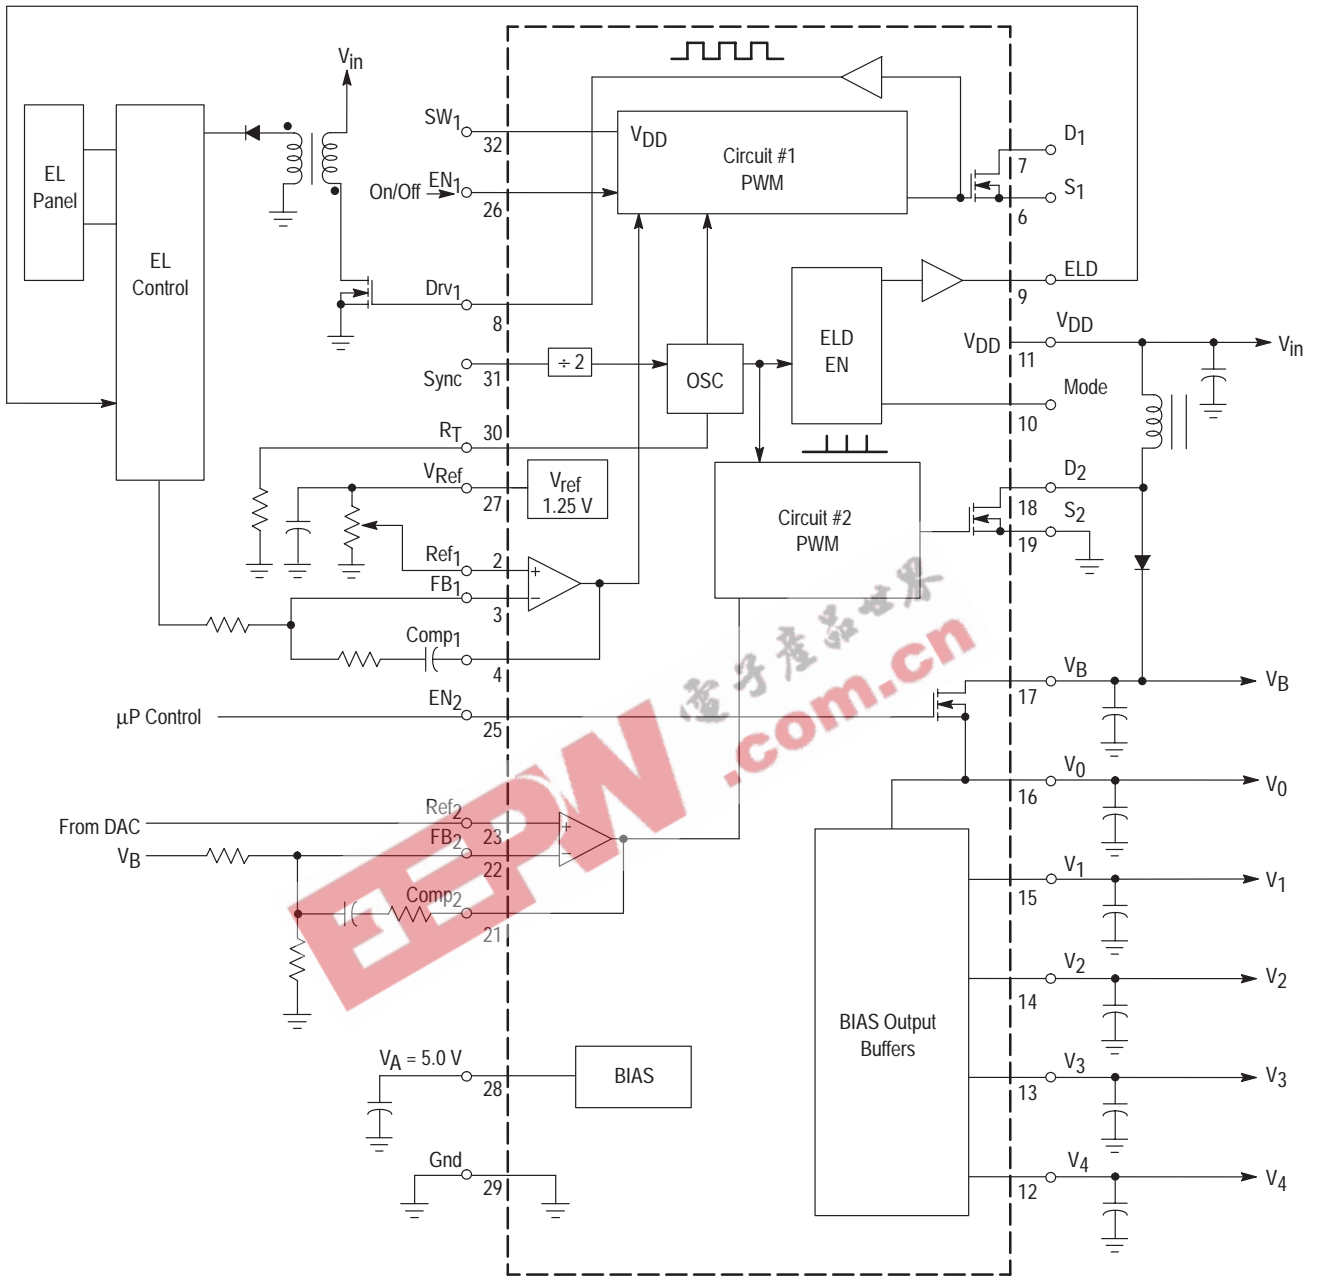 Vin
SW1
32
VDD
Circuit #1
PWM
D1
7
S1
6
On/Off
EN1
26
EL
Panel
EL
Control
Drv1
8
ELD
9
ELD
EN
VDD
VDD
11
Vin
Sync
31
÷ 2
OSC
Mode
10
RT
30
VRef
27
Vref
1.25 V
Circuit #2
PWM
D2
18
S2
19
Ref1
2
+
FB1
3
−
Comp1
4
VB
17
VB
µP Control
EN2
25
V0
16
V0
From DAC
Ref2
23
+
VB
FB2
22
−
Comp2
21
V1
15
V1
V2
14
V2
BIAS Output
Buffers
VA = 5.0 V
28
BIAS
V3
13
V3
Gnd
29
V4
12
V4
EEPW
電子產品世界
.com.cn